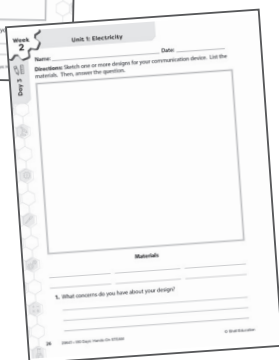 Week
2
Unit 1: Electricity
Day 3
Name: Date:
Directions: Sketch one or more designs for your communication device. List the
materials. Then, answer the question.
Materials
1. What concerns do you have about your design?
© Shell Education